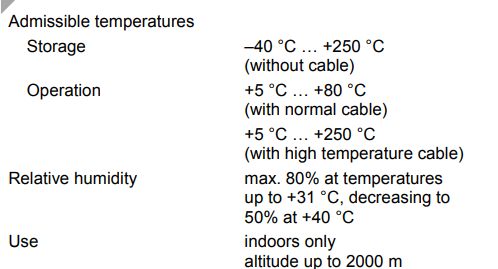 Admissible temperatures
Storage –40 °C … +250 °C
(without cable)
Operation +5 °C … +80 °C
(with normal cable)
+5 °C … +250 °C
(with high temperature cable)
Relative humidity max. 80% at temperatures
up to +31 °C, decreasing to
50% at +40 °C
Use indoors only
altitude up to 2000 m